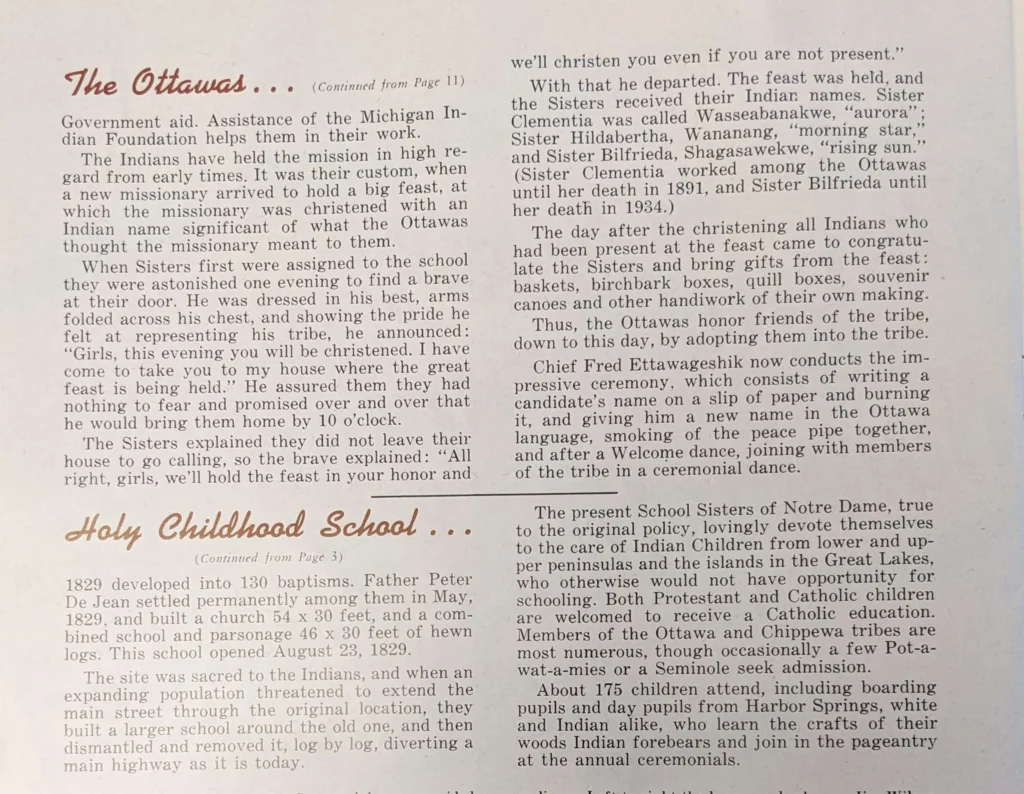 The Ottawas . . . (Continued from Page 11)
Government aid. Assistance of the Michigan In-
dian Foundation helps them in their work.
The Indians have held the mission in high re-
gard from early times. It was their custom, when
a new missionary arrived to hold a big feast, at
which the missionary was christened with an
Indian name significant of what the Ottawas
thought the missionary meant to them.
When Sisters first were assigned to the school
they were astonished one evening to find a brave
at their door. He was dressed in his best, arms
folded across his chest, and showing the pride he
felt at representing his tribe, he announced:
“Girls, this evening you will be christened. I have
come to take you to my house where the great
feast is being held.” He assured them they had
nothing to fear and promised over and over that
he would bring them home by 10 o’clock.
The Sisters explained they did not leave their
house to go calling, so the brave explained: “All
right, girls, we’ll hold the feast in your honor and
we’ll christen you even if you are not present.”
With that he departed. The feast was held, and
the Sisters received their Indian names. Sister
Clementia was called Wasseabanakwe, “aurora”;
Sister Hildabertha, Wananang, “morning star,”
and Sister Bilfrieda, Shagasawekwe, “rising sun.”
(Sister Clementia worked among the Ottawas
until her death in 1891, and Sister Bilfrieda until
her death in 1934.)
The day after the christening all Indians who
had been present at the feast came to congratu-
late the Sisters and bring gifts from the feast:
baskets, birchbark boxes, quill boxes, souvenir
canoes and other handiwork of their own making.
Thus, the Ottawas honor friends of the tribe,
down to this day, by adopting them into the tribe.
Chief Fred Ettawageshik now conducts the im-
pressive ceremony, which consists of writing a
candidate’s name on a slip of paper and burning
it, and giving him a new name in the Ottawa
language, smoking of the peace pipe together,
and after a Welcome dance, joining with members
of the tribe in a ceremonial dance.
Holy Childhood School . . .
(Continued from Page 3)
1829 developed into 130 baptisms. Father Peter
De Jean settled permanently among them in May,
1829, and built a church 54 x 30 feet, and a com-
bined school and parsonage 46 x 30 feet of hewn
logs. This school opened August 23, 1829.
The site was sacred to the Indians, and when an
expanding population threatened to extend the
main street through the original location, they
built a larger school around the old one, and then
dismantled and removed it, log by log, diverting a
main highway as it is today.
The present School Sisters of Notre Dame, true
to the original policy, lovingly devote themselves
to the care of Indian Children from lower and up-
per peninsulas and the islands in the Great Lakes,
who otherwise would not have opportunity for
schooling. Both Protestant and Catholic children
are welcomed to receive a Catholic education.
Members of the Ottawa and Chippewa tribes are
most numerous, though occasionally a few Pot-a-
wat-a-mies or a Seminole seek admission.
About 175 children attend, including boarding
pupils and day pupils from Harbor Springs, white
and Indian alike, who learn the crafts of their
woods Indian forebears and join in the pageantry
at the annual ceremonials.